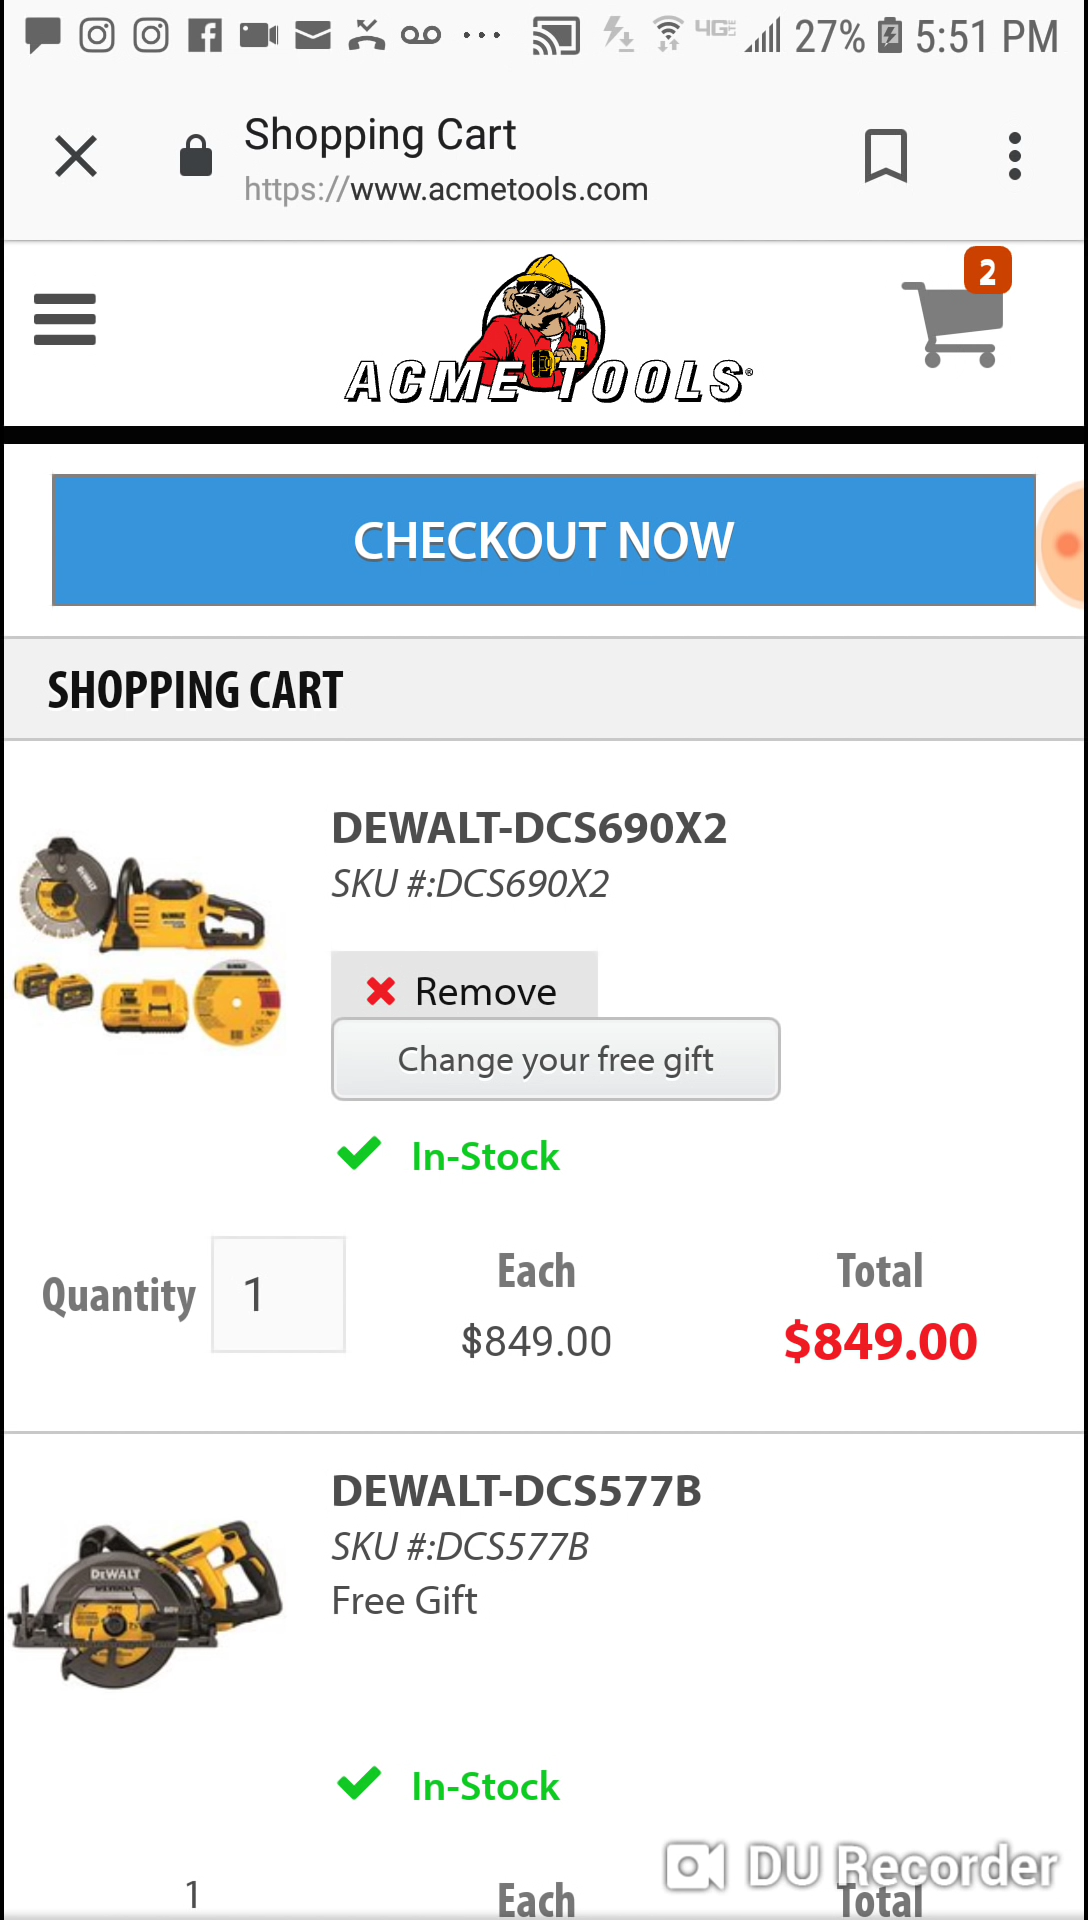 27% 5:51 PM
Shopping Cart
https://www.acmetools.com
2
ACME TOOLS®
CHECKOUT NOW
SHOPPING CART
DEWALT-DCS690X2
SKU #:DCS690X2
Remove
Change your free gift
In-Stock
Quantity 1
Each
$849.00
Total
$849.00
DEWALT-DCS577B
SKU #:DCS577B
Free Gift
DEWALT
In-Stock
DU Recorder
1 Each Total